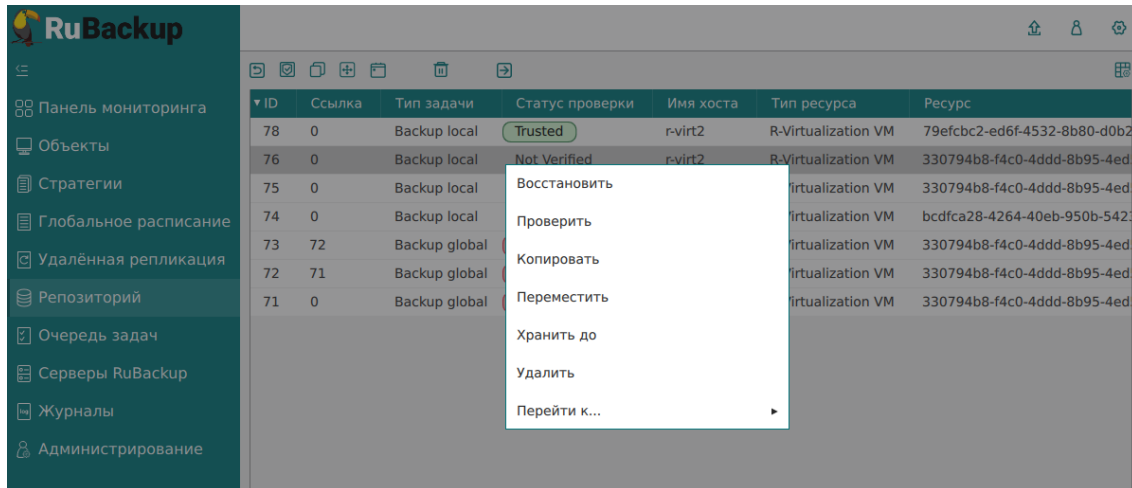 RuBackup
Панель мониторинга
Объекты
Стратегии
Глобальное расписание
Удалённая репликация
Репозиторий
Очередь задач
Серверы RuBackup
Журналы
Администрирование
ID Ссылка Тип задачи Статус проверки Имя хоста Тип ресурса Ресурс
78 0 Backup local Trusted r-virt2 R-Virtualization VM 79efcbc2-ed6f-4532-8b80-d0b2
76 0 Backup local Not Verified r-virt2 R-Virtualization VM 330794b8-f4c0-4ddd-8b95-4ed
75 0 Backup local irtualization VM 330794b8-f4c0-4ddd-8b95-4ed
74 0 Backup local irtualization VM bcdfca28-4264-40eb-950b-542
73 72 Backup global irtualization VM 330794b8-f4c0-4ddd-8b95-4ed
72 71 Backup global irtualization VM 330794b8-f4c0-4ddd-8b95-4ed
71 0 Backup global irtualization VM 330794b8-f4c0-4ddd-8b95-4ed
Восстановить
Проверить
Копировать
Переместить
Хранить до
Удалить
Перейти к...